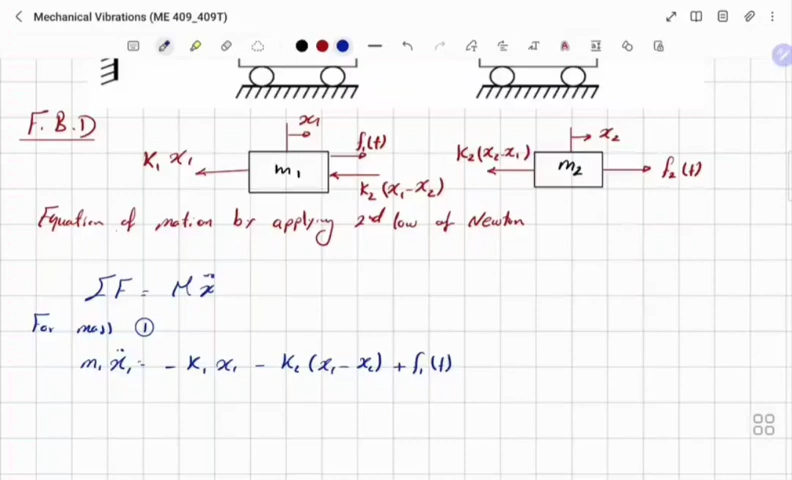 Mechanical Vibrations (ME 409_409T)
F.B.D
x1
x2
K1 x1
f1(t)
m1
K2 (x1-x2)
K2(x2-x1)
m2
f2 (t)
Equation of motion by applying 2nd low of Newton
ΣF = Mẍ
For mass ①
m1 ẍ1 = - K1 x1 - K2 (x1 - x2) + f1 (t)